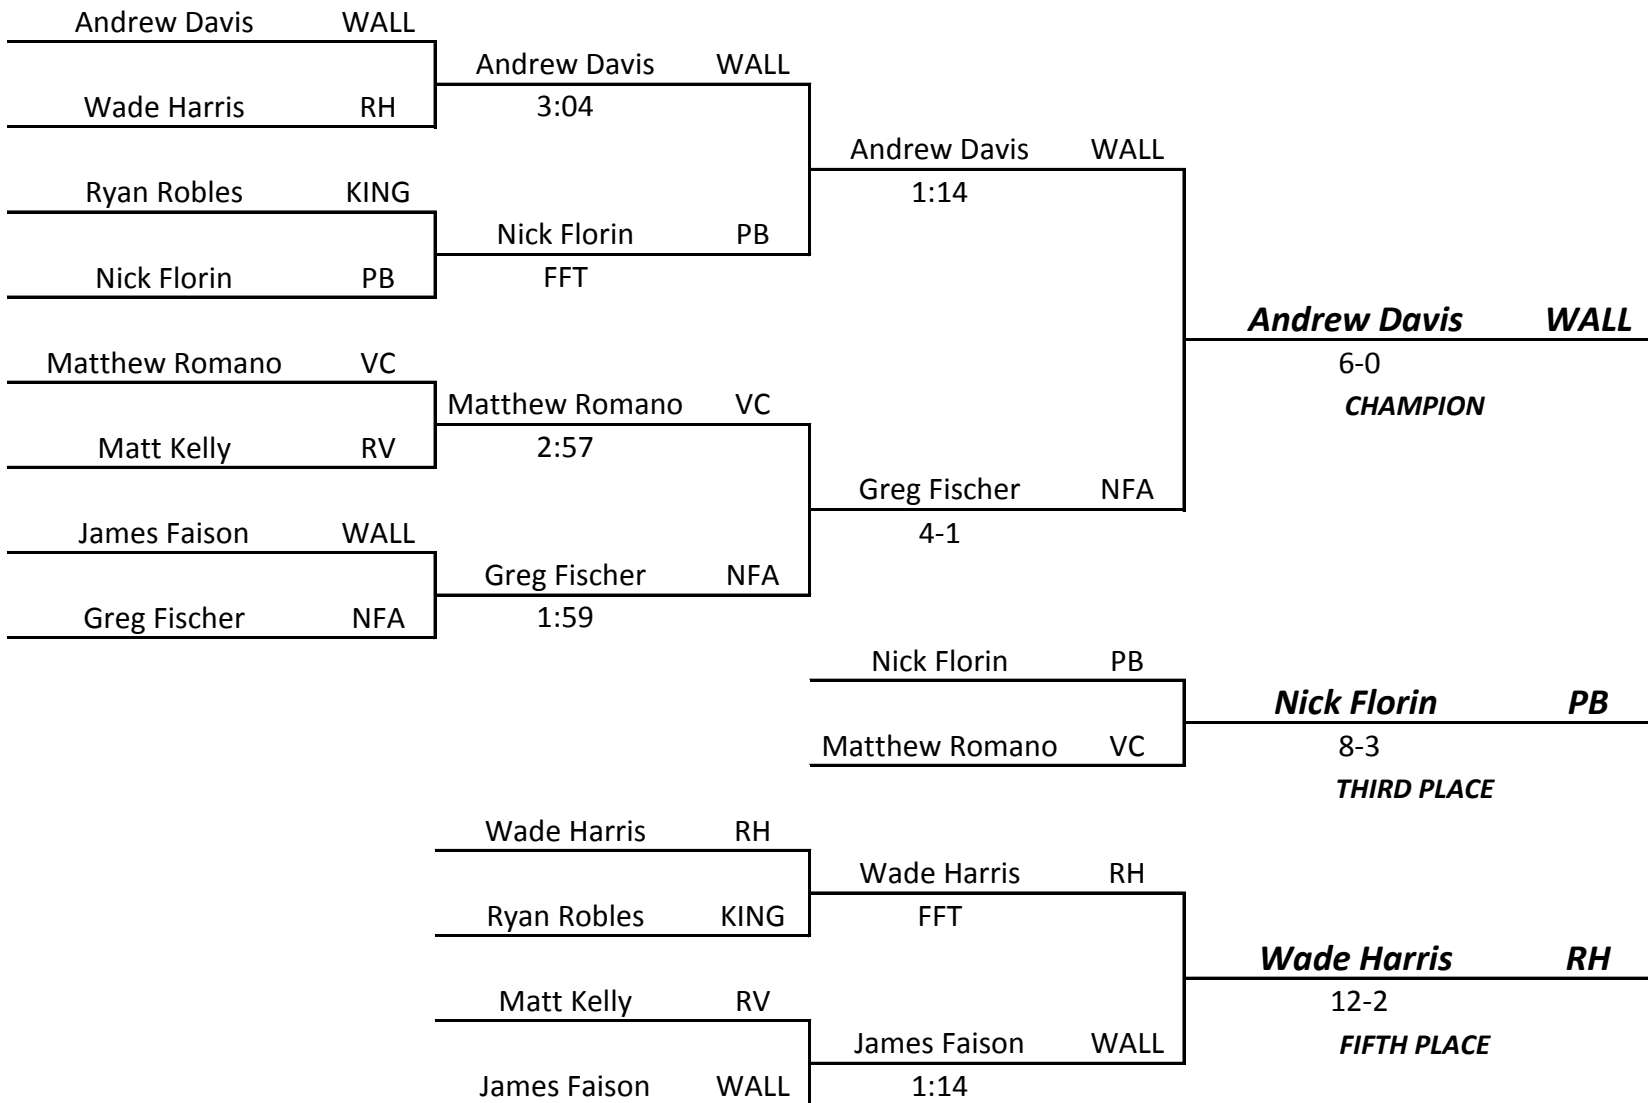 Andrew Davis WALL
Andrew Davis WALL
Wade Harris RH 3:04
Andrew Davis WALL
Ryan Robles KING 1:14
Nick Florin PB
Nick Florin PB FFT
Andrew Davis WALL
Matthew Romano VC 6-0
Matthew Romano VC CHAMPION
Matt Kelly RV 2:57
Greg Fischer NFA
James Faison WALL 4-1
Greg Fischer NFA
Greg Fischer NFA 1:59
Nick Florin PB
Nick Florin PB
Matthew Romano VC 8-3
THIRD PLACE
Wade Harris RH
Wade Harris RH
Ryan Robles KING FFT
Wade Harris RH
Matt Kelly RV 12-2
James Faison WALL FIFTH PLACE
James Faison WALL 1:14